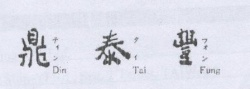 鼎 泰 豐
ディン タイ フォン
Din Tai Fung